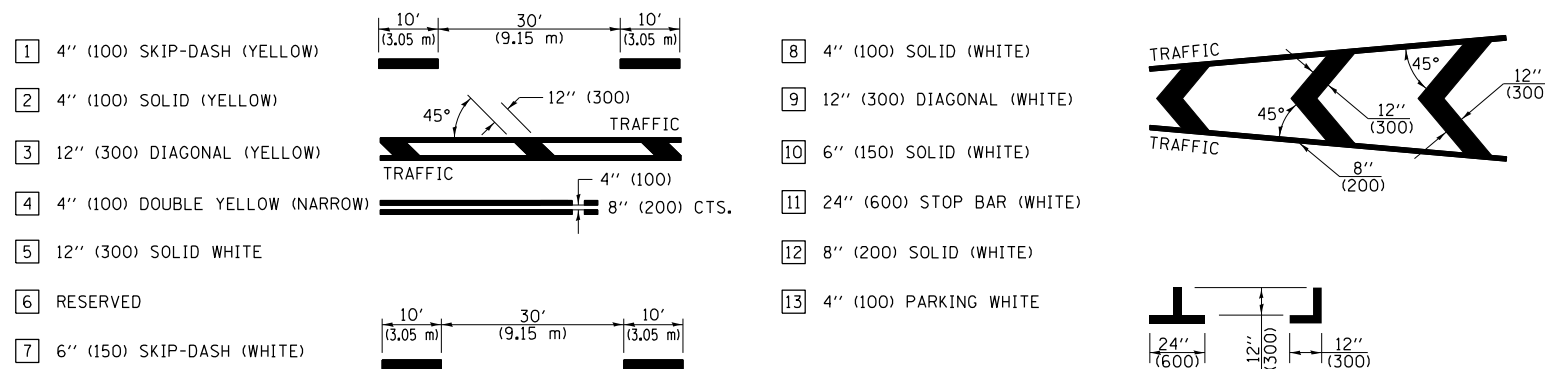 1 4'' (100) SKIP-DASH (YELLOW)
10' 30' 10'
(3.05 m) (9.15 m) (3.05 m)
2 4'' (100) SOLID (YELLOW)
45° 12'' (300)
TRAFFIC
3 12'' (300) DIAGONAL (YELLOW)
TRAFFIC
4 4'' (100) DOUBLE YELLOW (NARROW)
4'' (100)
8'' (200) CTS.
5 12'' (300) SOLID WHITE
6 RESERVED
7 6'' (150) SKIP-DASH (WHITE)
10' 30' 10'
(3.05 m) (9.15 m) (3.05 m)
8 4'' (100) SOLID (WHITE)
9 12'' (300) DIAGONAL (WHITE)
10 6'' (150) SOLID (WHITE)
11 24'' (600) STOP BAR (WHITE)
12 8'' (200) SOLID (WHITE)
13 4'' (100) PARKING WHITE
TRAFFIC
45°
12''
(300
45°
12''
(300)
TRAFFIC
8''
(200)
24''
(600)
12''
(300)
12''
(300)